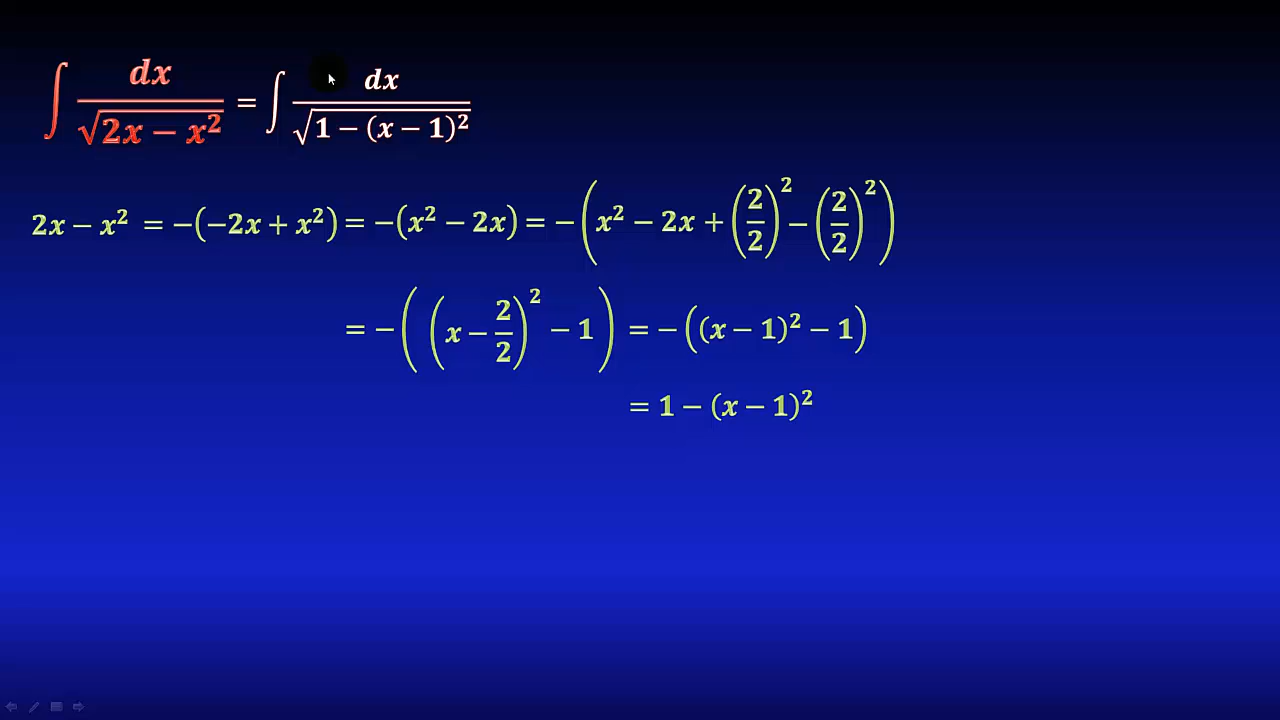 ∫ dx / √(2x − x²) = ∫ dx / √(1 − (x − 1)²)
2x − x² = −(−2x + x²) = −(x² − 2x) = −(x² − 2x + (2/2)² − (2/2)²)
= −((x − 2/2)² − 1) = −((x − 1)² − 1)
= 1 − (x − 1)²